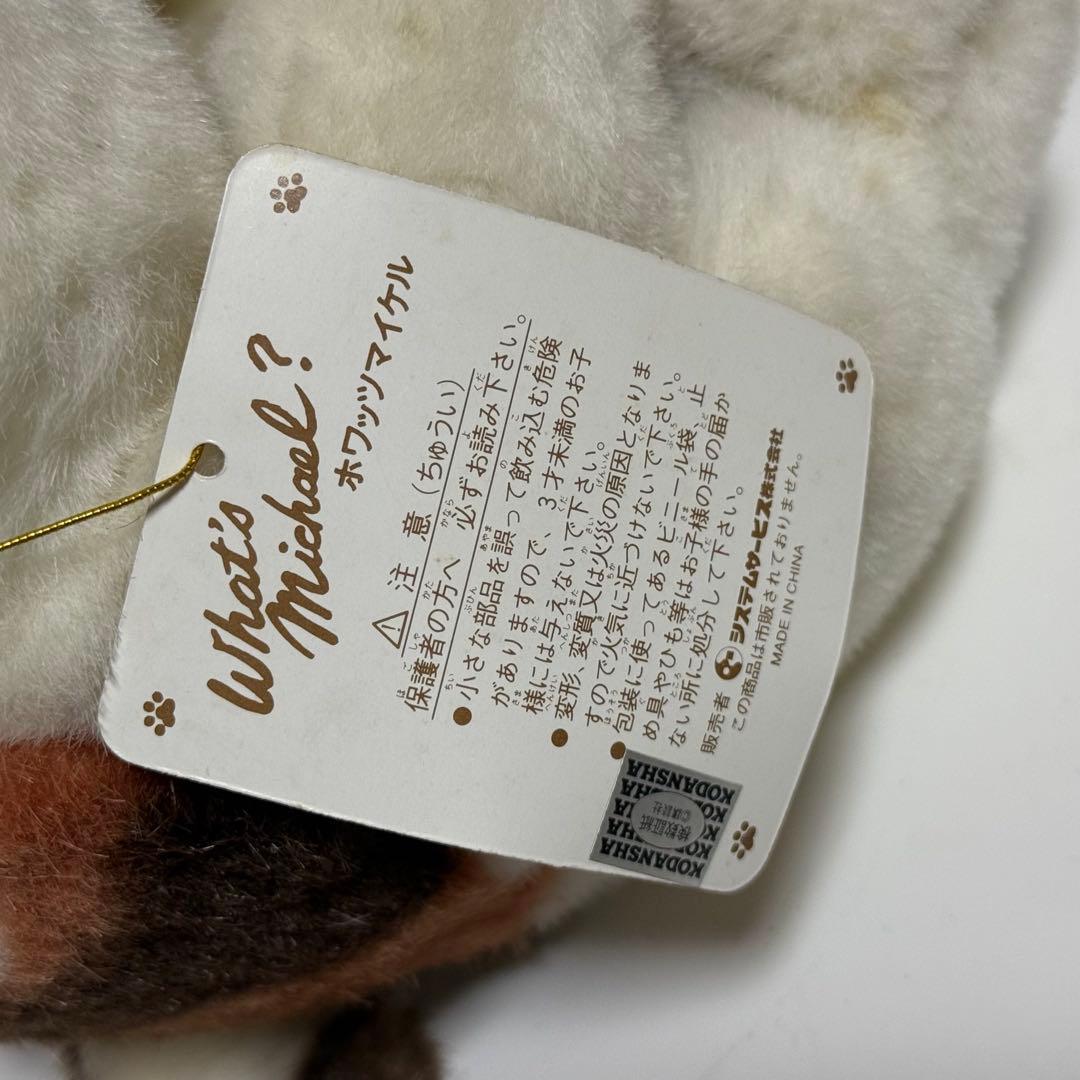 What's
Michael?
ホワッツマイケル
⚠ 注 意 (ちゅうい)
保護者の方へ 必ずお読み下さい。
●小さな部品を誤って飲み込む危険
がありますので、3才未満のお子
様には与えないで下さい。
●変形、変質又は火災の原因となりま
すので火気に近づけないで下さい。
●包装に使ってあるビニール袋、止
め具やひも等はお子様の手の届か
ない所に処分して下さい。
販売者 システムサービス株式会社
この商品は市販されておりません。
MADE IN CHINA
KODANSHA
©講談社
検数証紙
KODANSHA